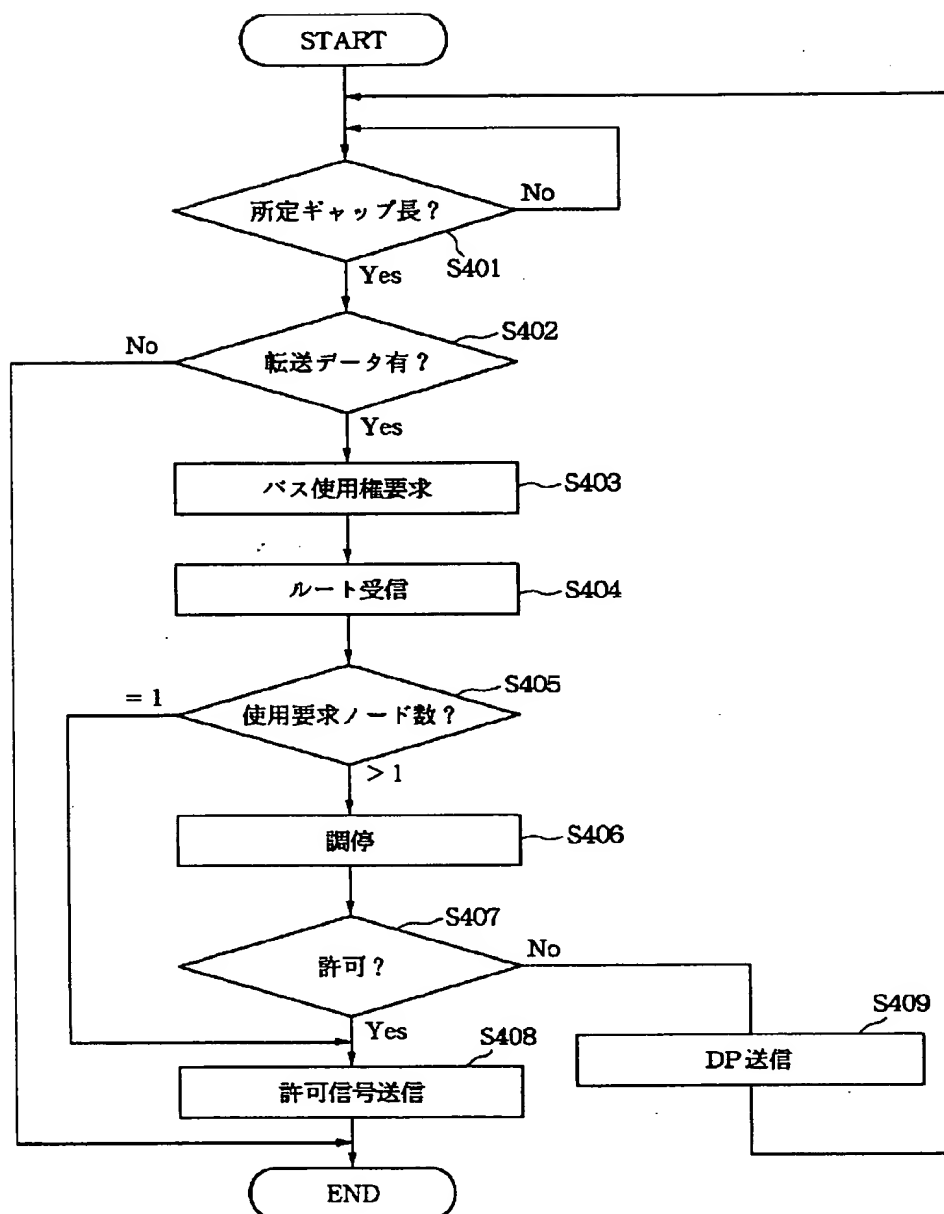 START
所定ギャップ長?
No
S401
Yes
S402
No
転送データ有?
Yes
バス使用権要求
S403
ルート受信
S404
S405
= 1
使用要求ノード数?
> 1
調停
S406
S407
No
許可?
Yes
S408
S409
許可信号送信
DP送信
END